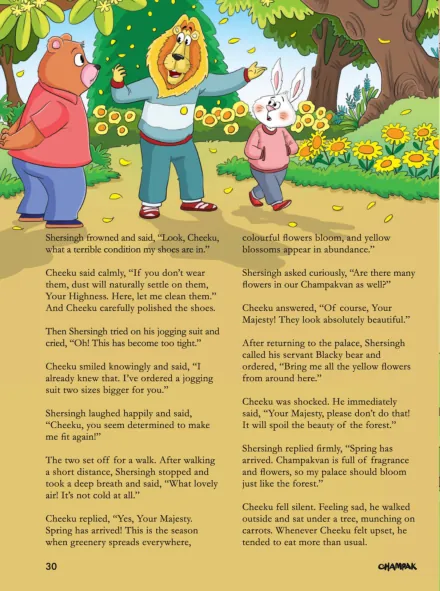 Shersingh frowned and said, “Look, Cheeku,
what a terrible condition my shoes are in.”
Cheeku said calmly, “If you don’t wear
them, dust will naturally settle on them,
Your Highness. Here, let me clean them.”
And Cheeku carefully polished the shoes.
Then Shersingh tried on his jogging suit and
cried, “Oh! This has become too tight.”
Cheeku smiled knowingly and said, “I
already knew that. I’ve ordered a jogging
suit two sizes bigger for you.”
Shersingh laughed happily and said,
“Cheeku, you seem determined to make
me fit again!”
The two set off for a walk. After walking
a short distance, Shersingh stopped and
took a deep breath and said, “What lovely
air! It’s not cold at all.”
Cheeku replied, “Yes, Your Majesty.
Spring has arrived! This is the season
when greenery spreads everywhere,
colourful flowers bloom, and yellow
blossoms appear in abundance.”
Shersingh asked curiously, “Are there many
flowers in our Champakvan as well?”
Cheeku answered, “Of course, Your
Majesty! They look absolutely beautiful.”
After returning to the palace, Shersingh
called his servant Blacky bear and
ordered, “Bring me all the yellow flowers
from around here.”
Cheeku was shocked. He immediately
said, “Your Majesty, please don’t do that!
It will spoil the beauty of the forest.”
Shersingh replied firmly, “Spring has
arrived. Champakvan is full of fragrance
and flowers, so my palace should bloom
just like the forest.”
Cheeku fell silent. Feeling sad, he walked
outside and sat under a tree, munching on
carrots. Whenever Cheeku felt upset, he
tended to eat more than usual.
30
CHAMPAK